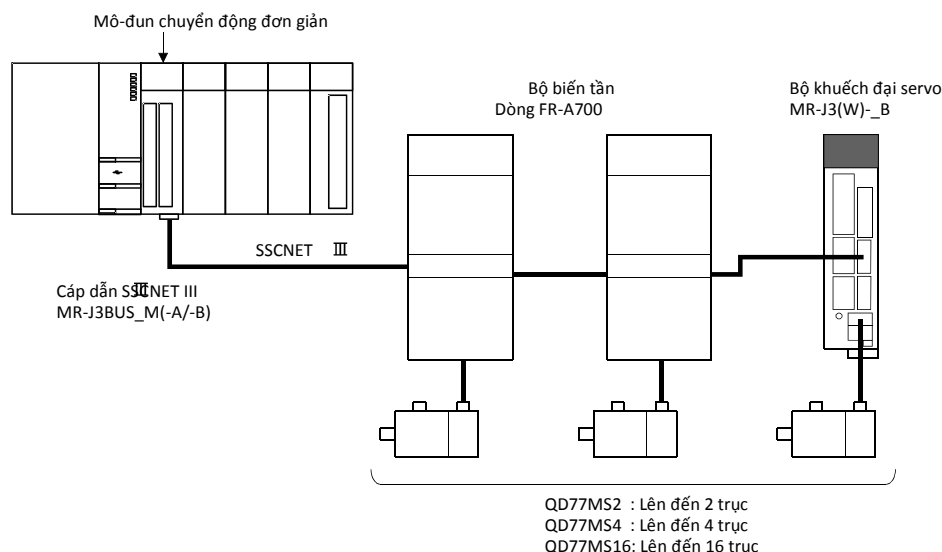 Mô-đun chuyển động đơn giản
Bộ biến tần
Dòng FR-A700
Bộ khuếch đại servo
MR-J3(W)-_B
SSCNET Ⅲ
Cáp dẫn SSCNET III
MR-J3BUS_M(-A/-B)
QD77MS2 : Lên đến 2 trục
QD77MS4 : Lên đến 4 trục
QD77MS16: Lên đến 16 trục